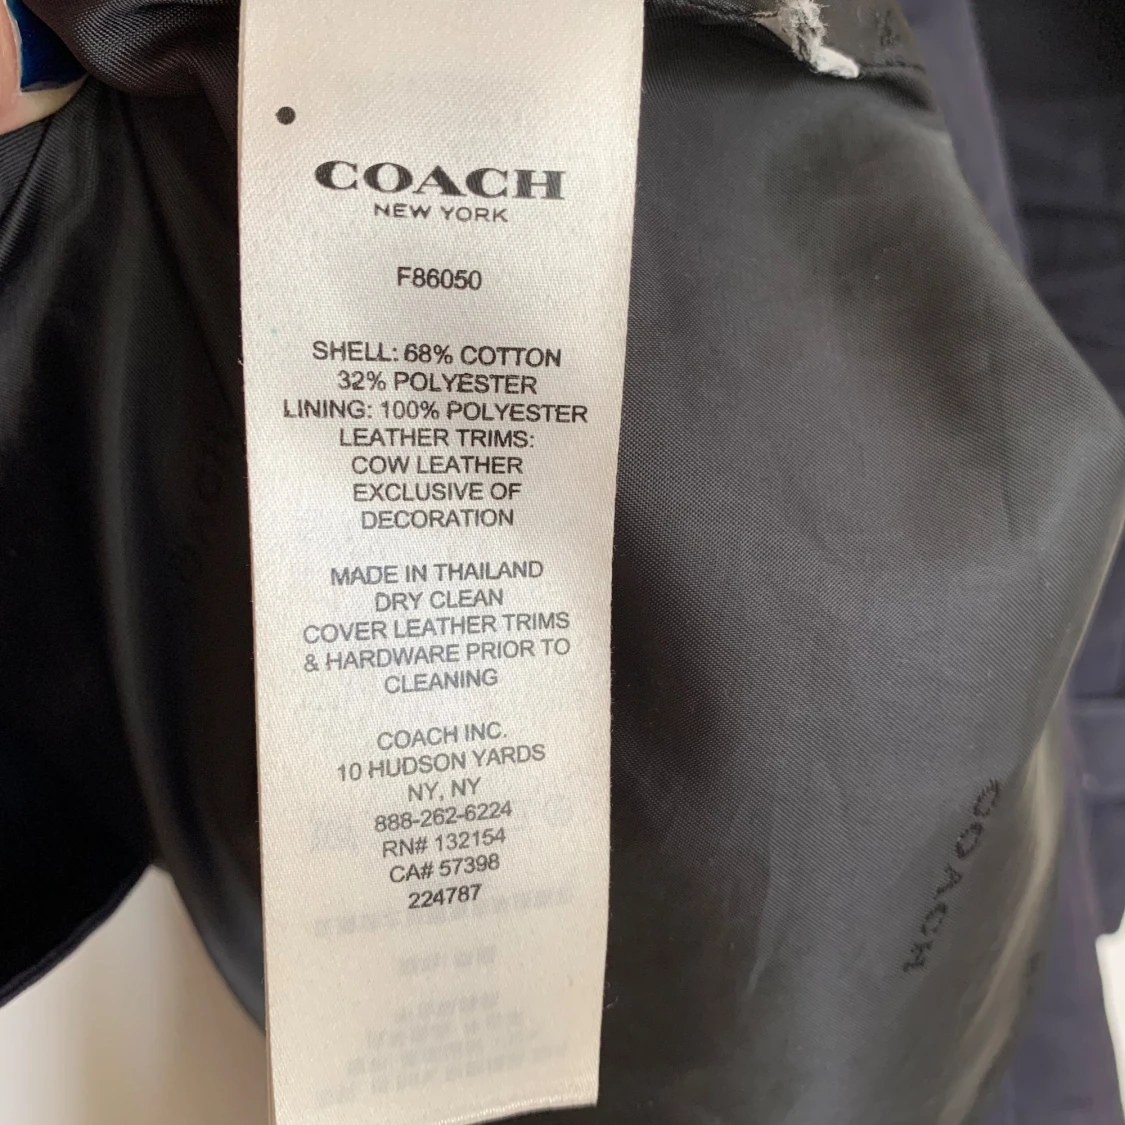 COACH
NEW YORK
F86050
SHELL: 68% COTTON
32% POLYESTER
LINING: 100% POLYESTER
LEATHER TRIMS:
COW LEATHER
EXCLUSIVE OF
DECORATION
MADE IN THAILAND
DRY CLEAN
COVER LEATHER TRIMS
& HARDWARE PRIOR TO
CLEANING
COACH INC.
10 HUDSON YARDS
NY, NY
888-262-6224
RN# 132154
CA# 57398
224787
COACH